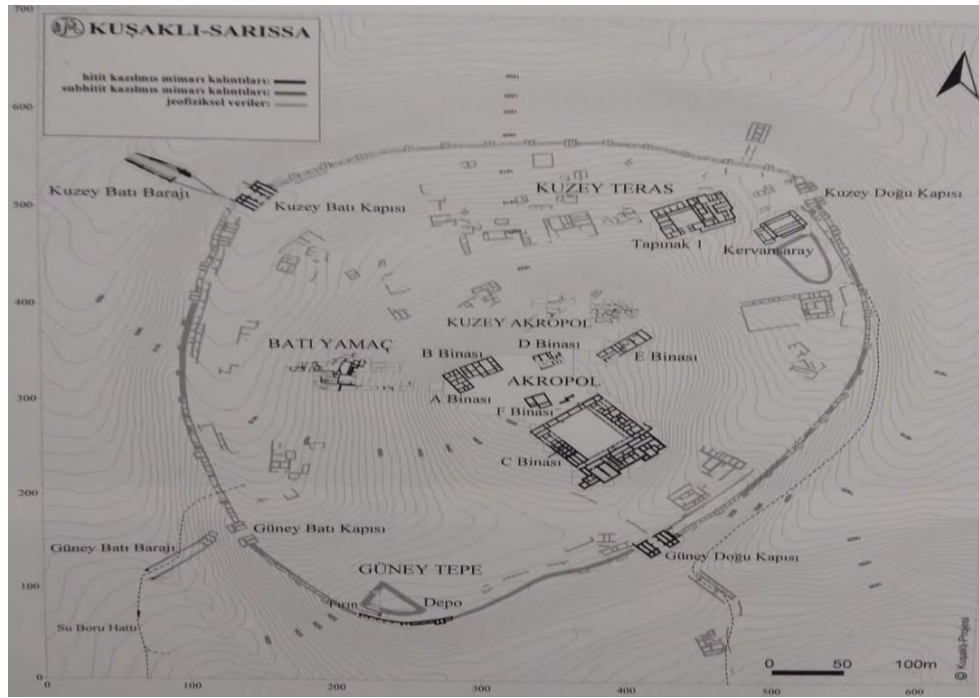 KUŞAKLI-SARISSA
hitit kazılmış mimari kalıntıları:
subhitit kazılmış mimari kalıntıları:
jeofiziksel veriler:
700
600
500
400
300
200
100
0
Kuzey Batı Barajı
Kuzey Batı Kapısı
KUZEY TERAS
Kuzey Doğu Kapısı
Tapınak 1
Kervansaray
KUZEY AKROPOL
BATI YAMAÇ
B Binası
D Binası
E Binası
A Binası
AKROPOL
F Binası
C Binası
Güney Batı Kapısı
Güney Batı Barajı
Güney Doğu Kapısı
GÜNEY TEPE
Fırın
Depo
Su Boru Hattı
0 50 100m
100 200 300 400 500 600
© Kuşaklı-Projesi